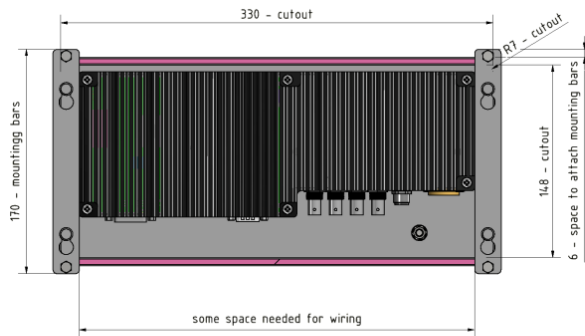 330 - cutout
R7 - cutout
170 - mountingg bars
148 - cutout
6 - space to attach mounting bars
some space needed for wiring